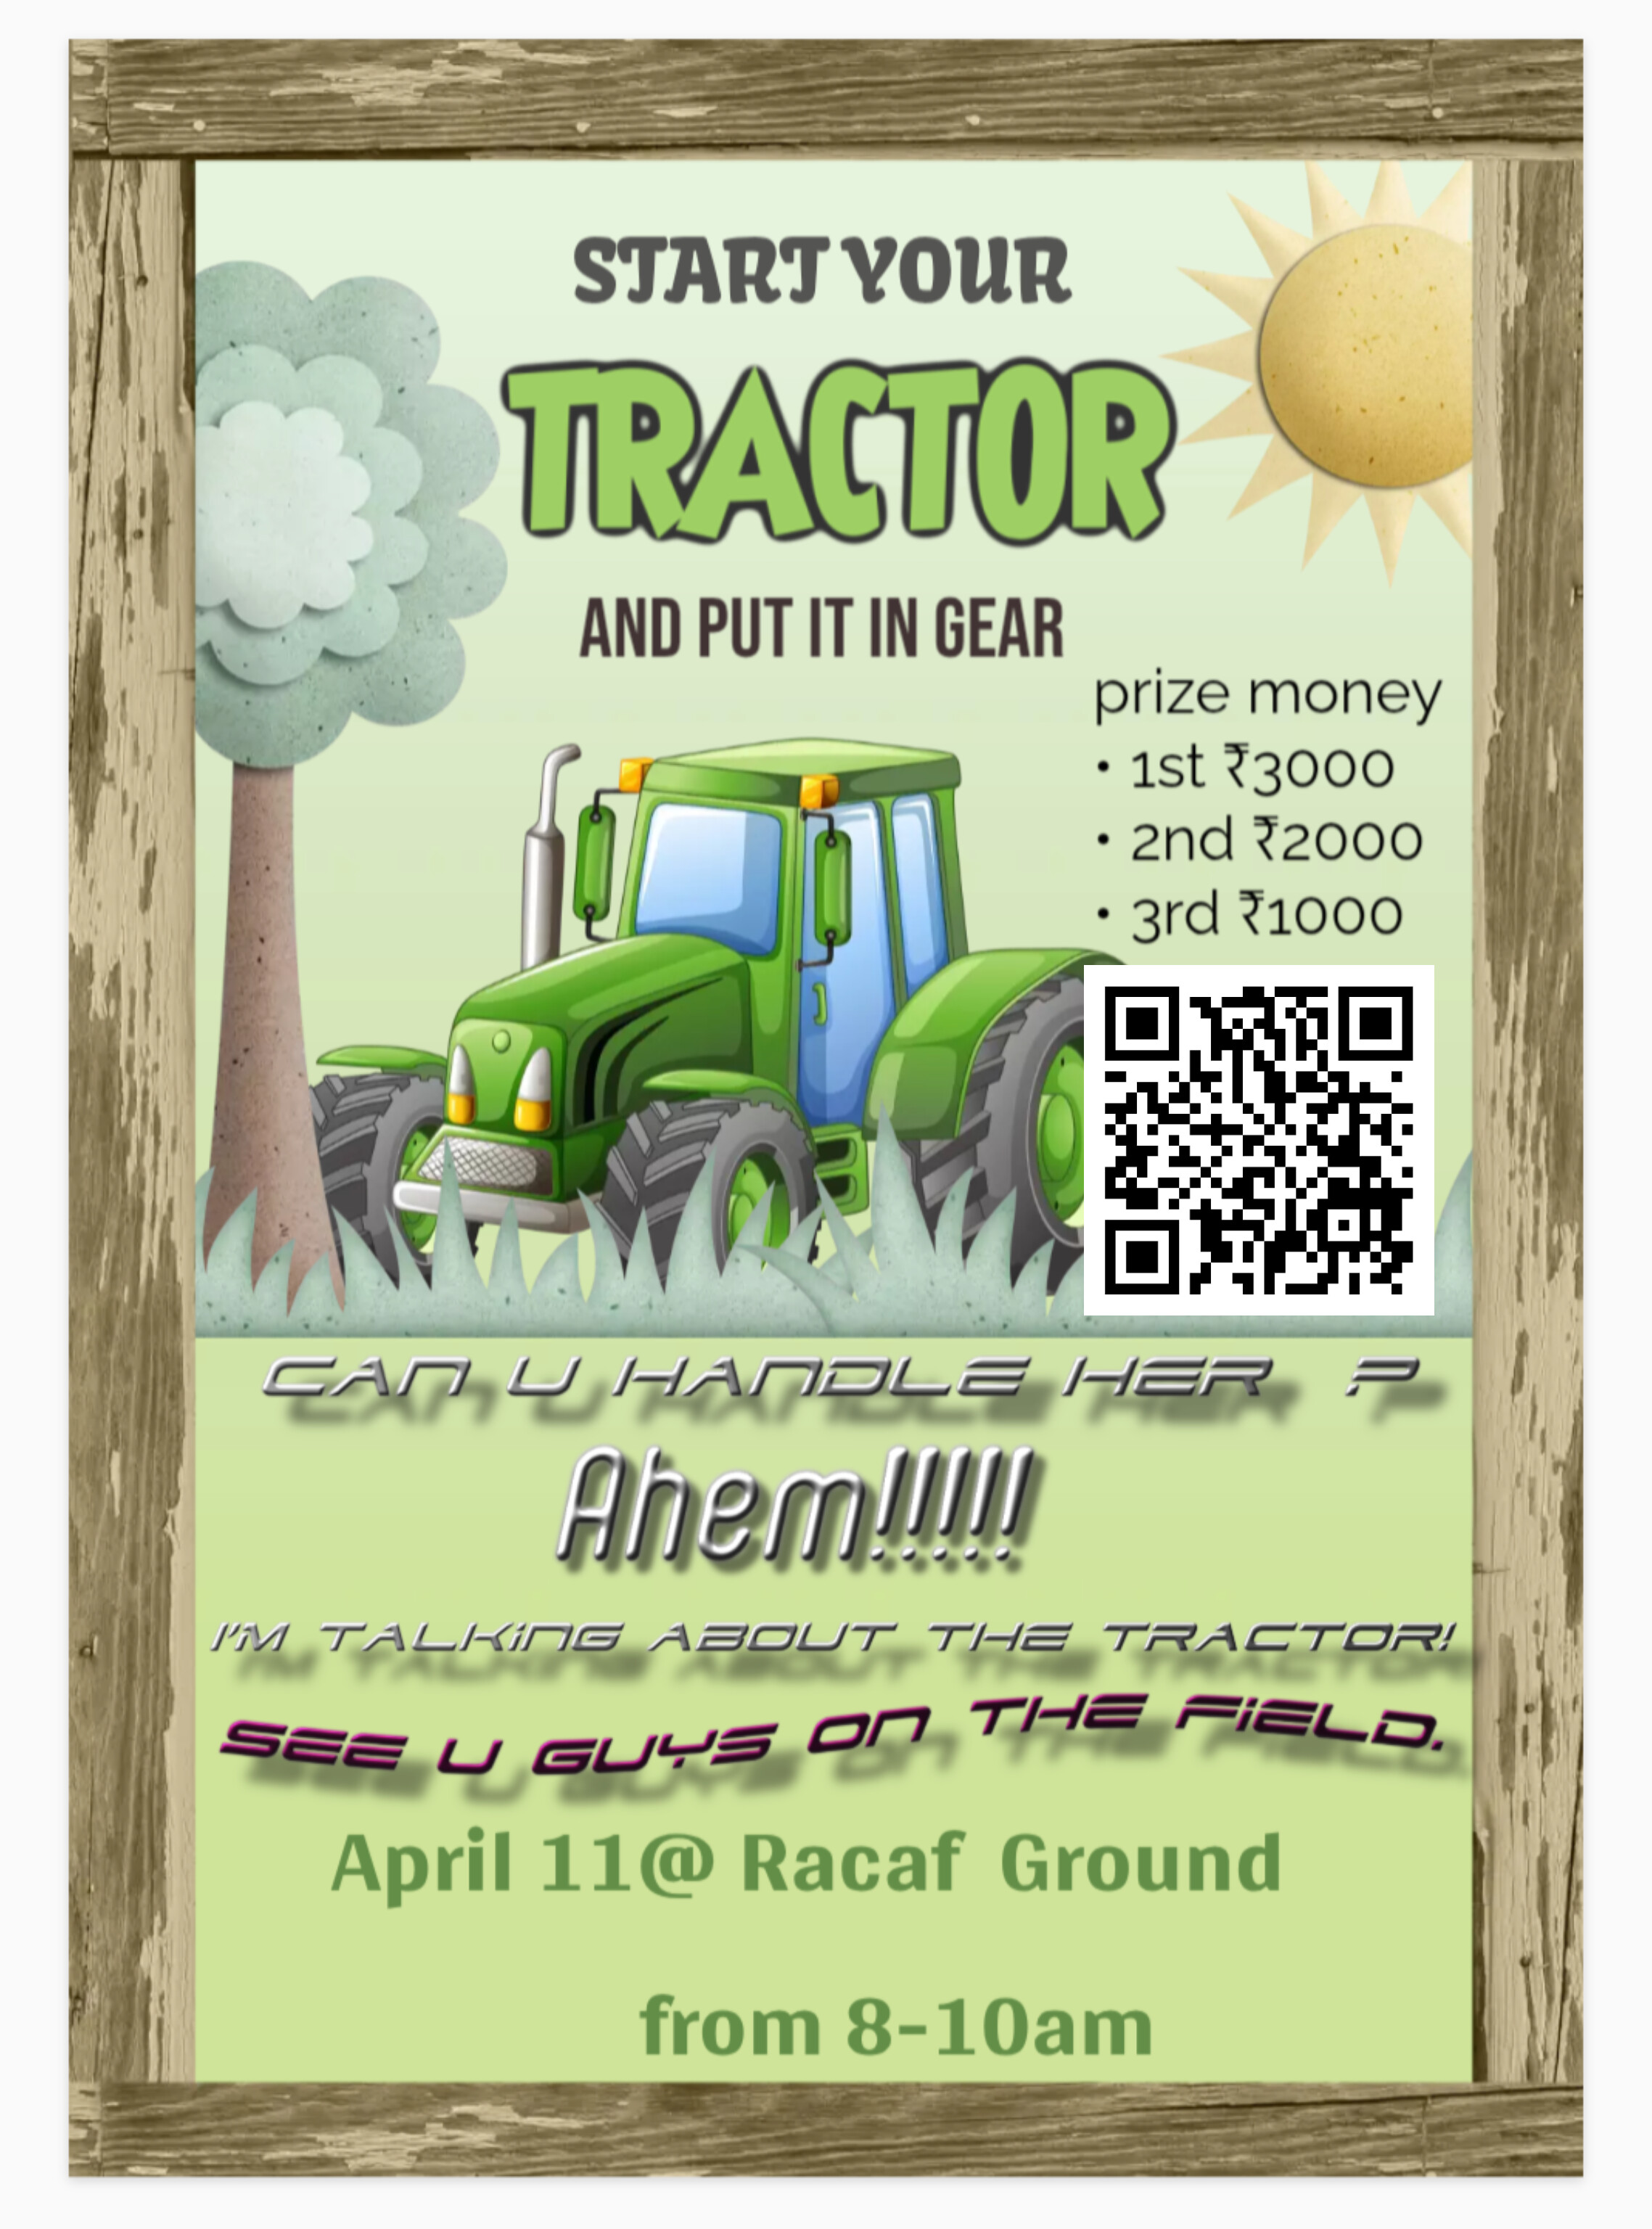 START YOUR
TRACTOR
AND PUT IT IN GEAR
prize money
• 1st ₹3000
• 2nd ₹2000
• 3rd ₹1000
CAN U HANDLE HER ?
Ahem!!!!!
I'M TALKiNG ABOUT THE TRACTOR!
SEE U GUYS ON THE FiELD.
April 11@ Racaf Ground
from 8-10am